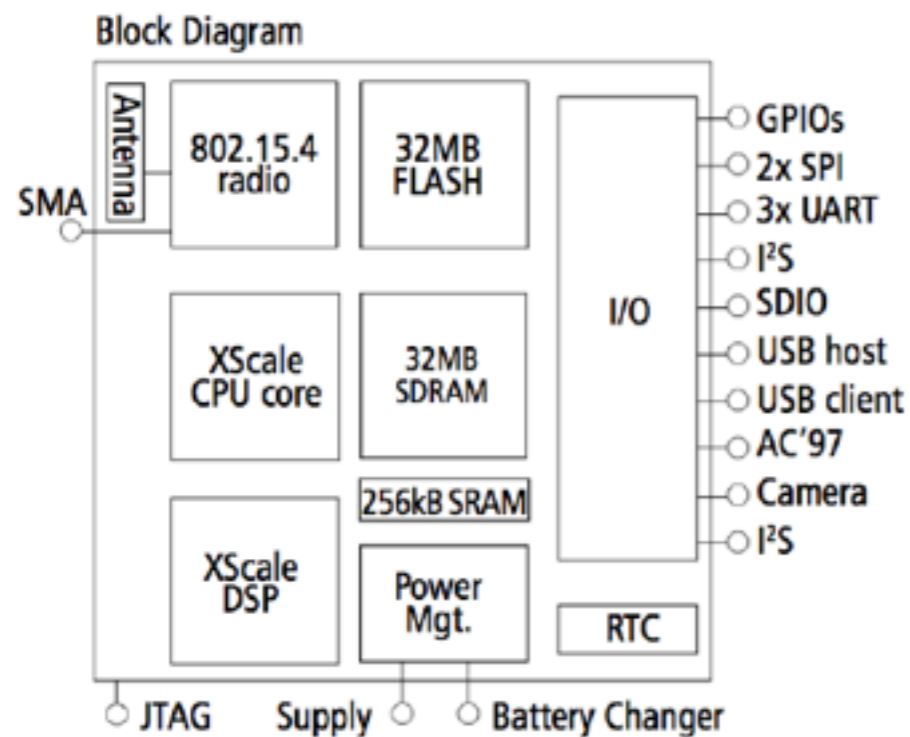 Block Diagram
Antenna
802.15.4
radio
32MB
FLASH
SMA
XScale
CPU core
32MB
SDRAM
256kB SRAM
XScale
DSP
Power
Mgt.
I/O
RTC
GPIOs
2x SPI
3x UART
I²S
SDIO
USB host
USB client
AC'97
Camera
I²S
JTAG
Supply
Battery Changer